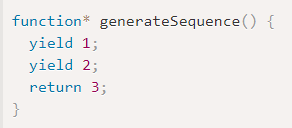 function* generateSequence() {
  yield 1;
  yield 2;
  return 3;
}